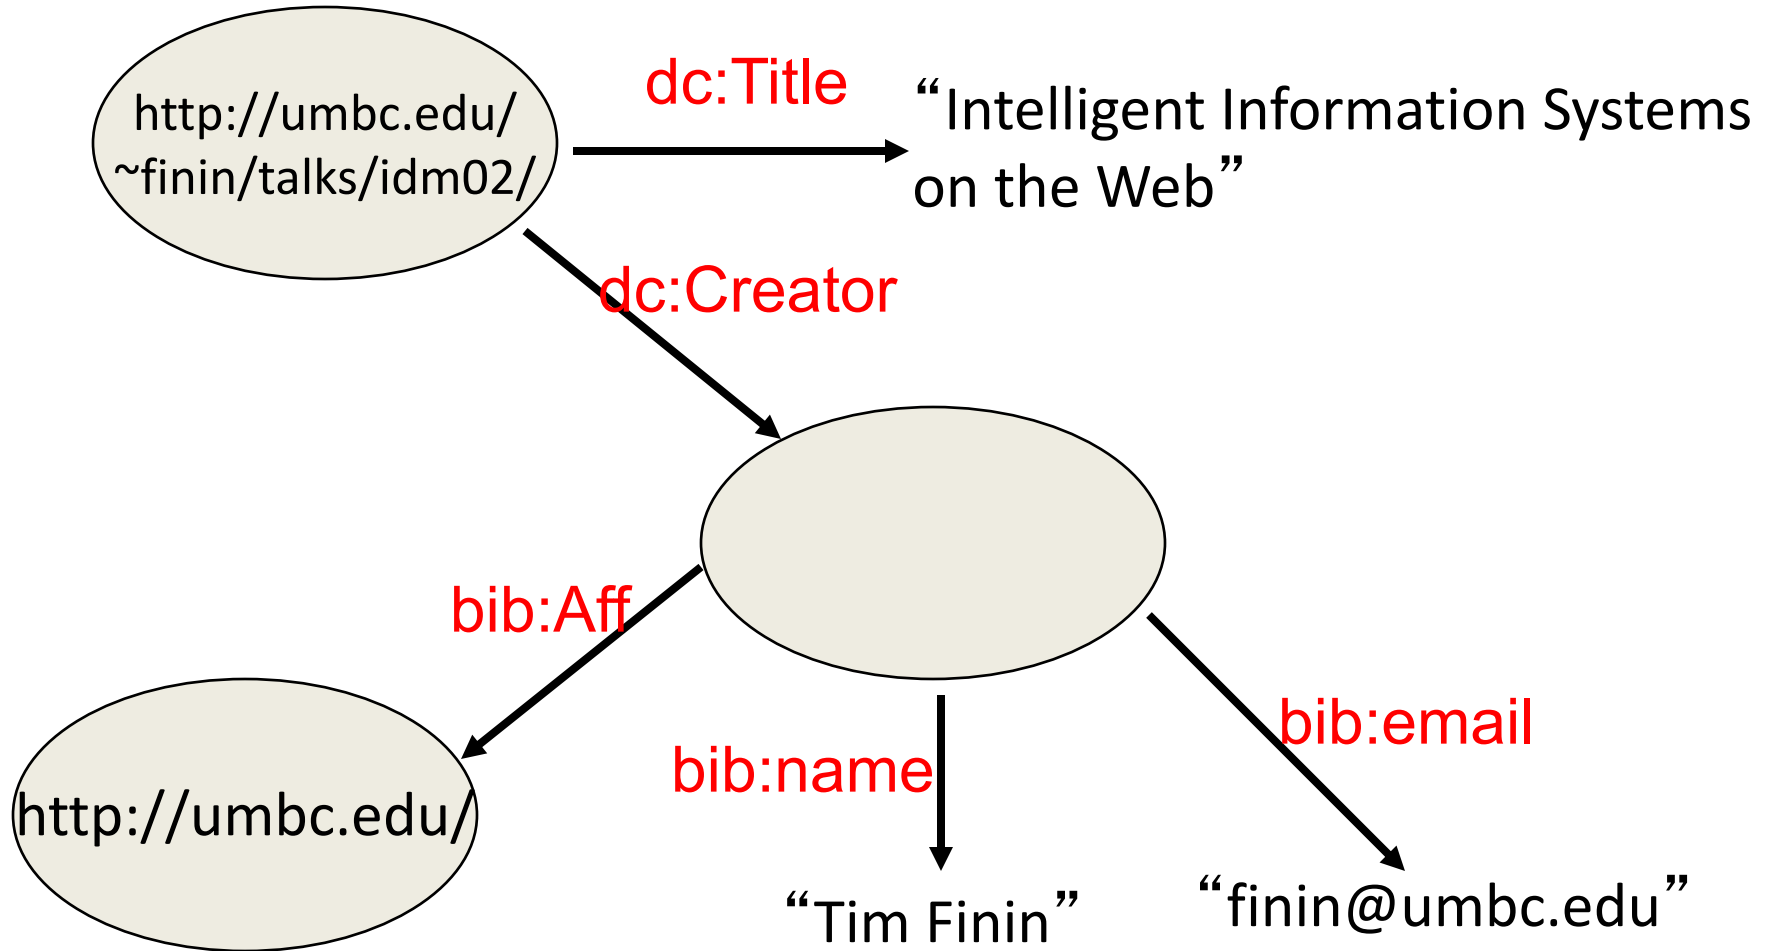 dc:Title
http://umbc.edu/
~finin/talks/idm02/
“Intelligent Information Systems
on the Web”
dc:Creator
bib:Aff
bib:name
bib:email
http://umbc.edu/
“Tim Finin”
“finin@umbc.edu”